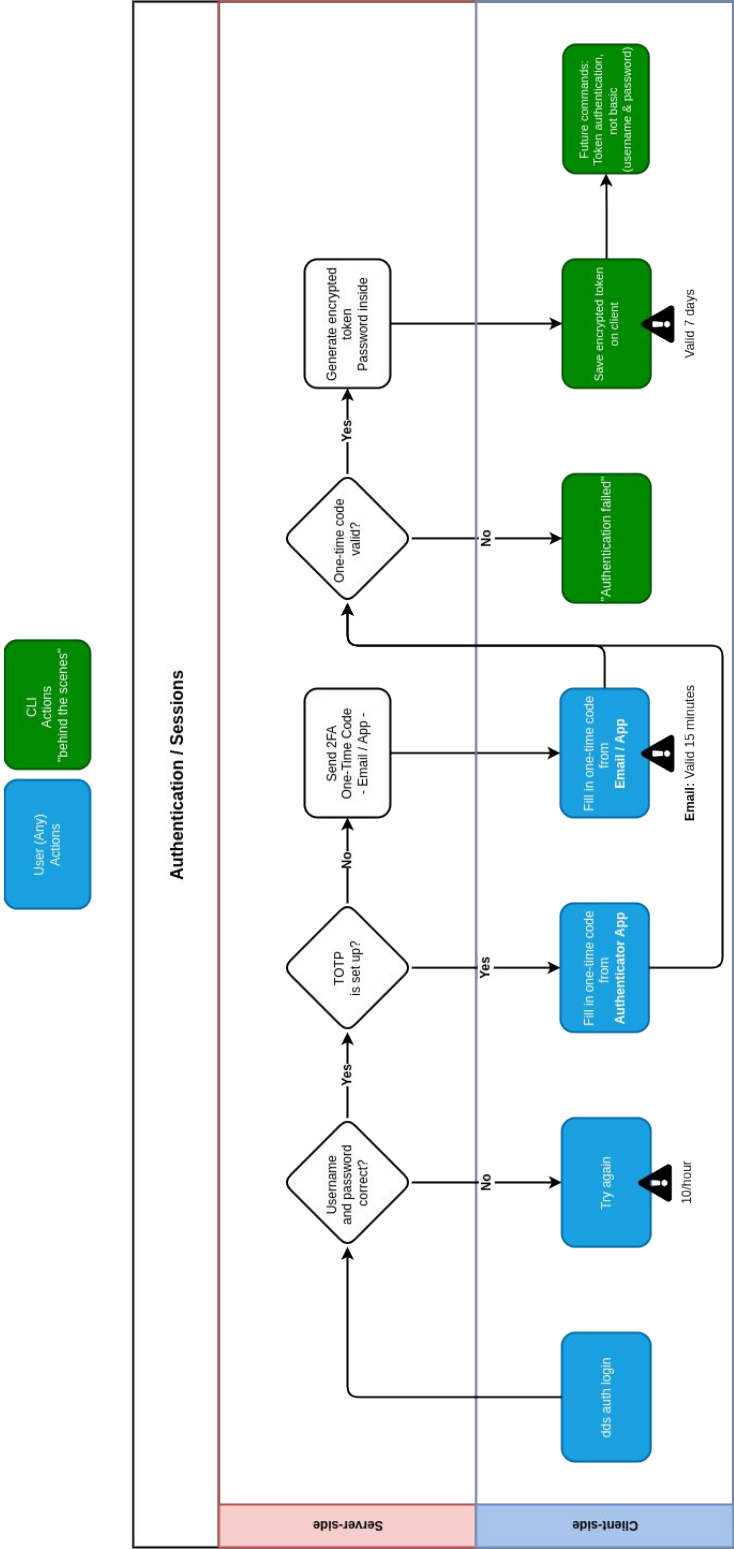 User (Any)
Actions
CLI
Actions
"behind the scenes"
Authentication / Sessions
Server-side
Username
and password
correct?
Yes
TOTP
is set up?
No
Send 2FA
One-Time Code
- Email / App -
One-time code
valid?
Yes
Generate encrypted
token
Password inside
No
Yes
No
Client-side
dds auth login
Try again
10/hour
Fill in one-time code
from
Authenticator App
Fill in one-time code
from
Email / App
Email: Valid 15 minutes
"Authentication failed"
Save encrypted token
on client
Valid 7 days
Future commands:
Token authentication,
not basic
(username & password)